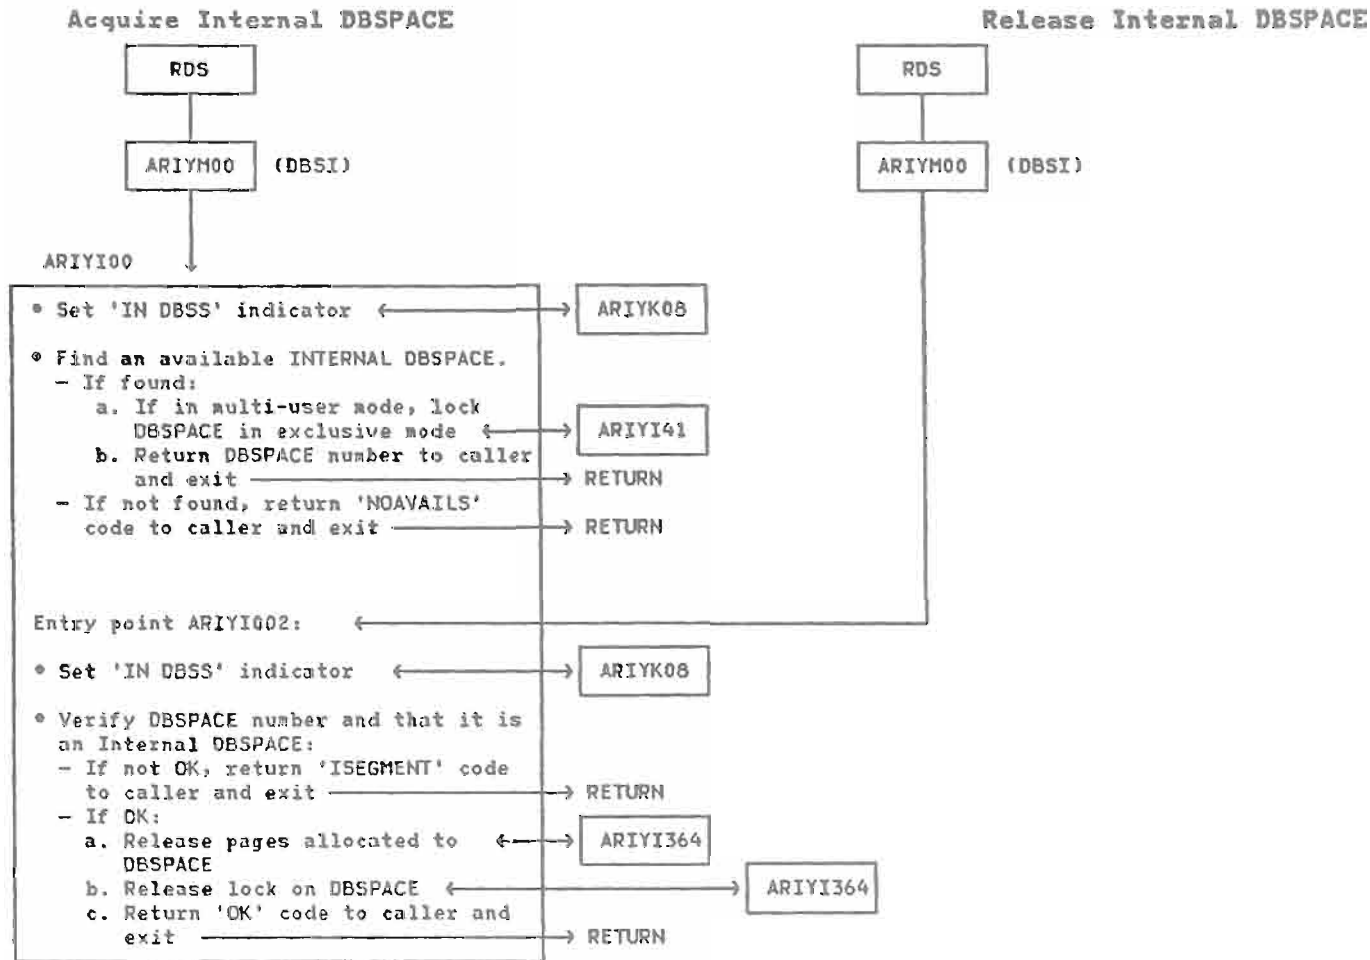 Acquire Internal DBSPACE
Release Internal DBSPACE
RDS
RDS
ARIYM00 (DBSI)
ARIYM00 (DBSI)
ARIYI00
• Set 'IN DBSS' indicator
ARIYK08
• Find an available INTERNAL DBSPACE.
– If found:
a. If in multi-user mode, lock
DBSPACE in exclusive mode
ARIYI41
b. Return DBSPACE number to caller
and exit
RETURN
– If not found, return 'NOAVAILS'
code to caller and exit
RETURN
Entry point ARIYI002:
• Set 'IN DBSS' indicator
ARIYK08
• Verify DBSPACE number and that it is
an Internal DBSPACE:
– If not OK, return 'ISEGMENT' code
to caller and exit
RETURN
– If OK:
a. Release pages allocated to
DBSPACE
ARIYI364
b. Release lock on DBSPACE
ARIYI364
c. Return 'OK' code to caller and
exit
RETURN